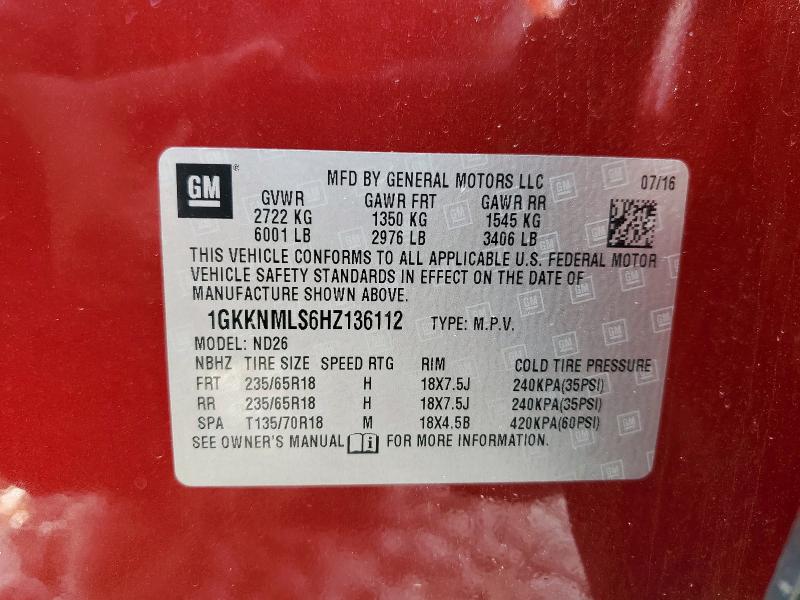 GM® MFD BY GENERAL MOTORS LLC 07/16
GVWR GAWR FRT GAWR RR
2722 KG 1350 KG 1545 KG
6001 LB 2976 LB 3406 LB
THIS VEHICLE CONFORMS TO ALL APPLICABLE U.S. FEDERAL MOTOR
VEHICLE SAFETY STANDARDS IN EFFECT ON THE DATE OF
MANUFACTURE SHOWN ABOVE.
1GKKNMLS6HZ136112 TYPE: M.P.V.
MODEL: ND26
NBHZ TIRE SIZE SPEED RTG RIM COLD TIRE PRESSURE
FRT 235/65R18 H 18X7.5J 240KPA(35PSI)
RR 235/65R18 H 18X7.5J 240KPA(35PSI)
SPA T135/70R18 M 18X4.5B 420KPA(60PSI)
SEE OWNER'S MANUAL i FOR MORE INFORMATION.